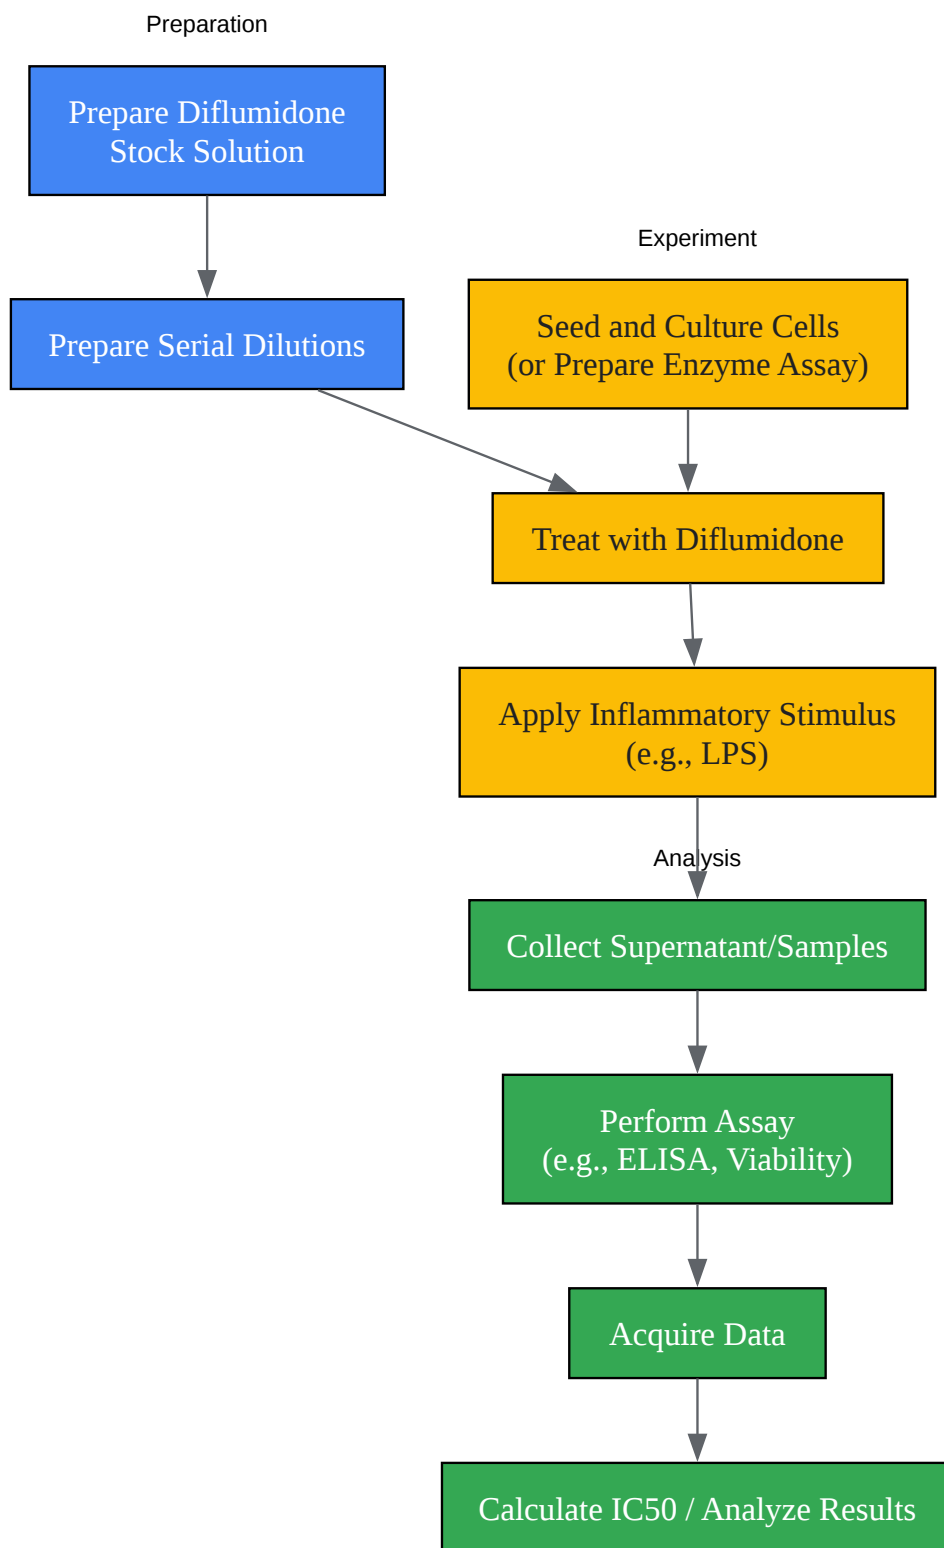 Preparation
Prepare Diflumidone
Stock Solution
Prepare Serial Dilutions
Experiment
Seed and Culture Cells
(or Prepare Enzyme Assay)
Treat with Diflumidone
Apply Inflammatory Stimulus
(e.g., LPS)
Analysis
Collect Supernatant/Samples
Perform Assay
(e.g., ELISA, Viability)
Acquire Data
Calculate IC50 / Analyze Results